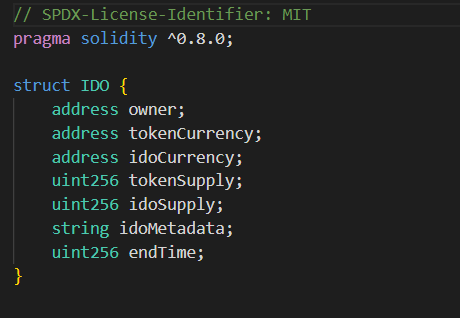 // SPDX-License-Identifier: MIT
pragma solidity ^0.8.0;
struct IDO {
address owner;
address tokenCurrency;
address idoCurrency;
uint256 tokenSupply;
uint256 idoSupply;
string idoMetadata;
uint256 endTime;
}